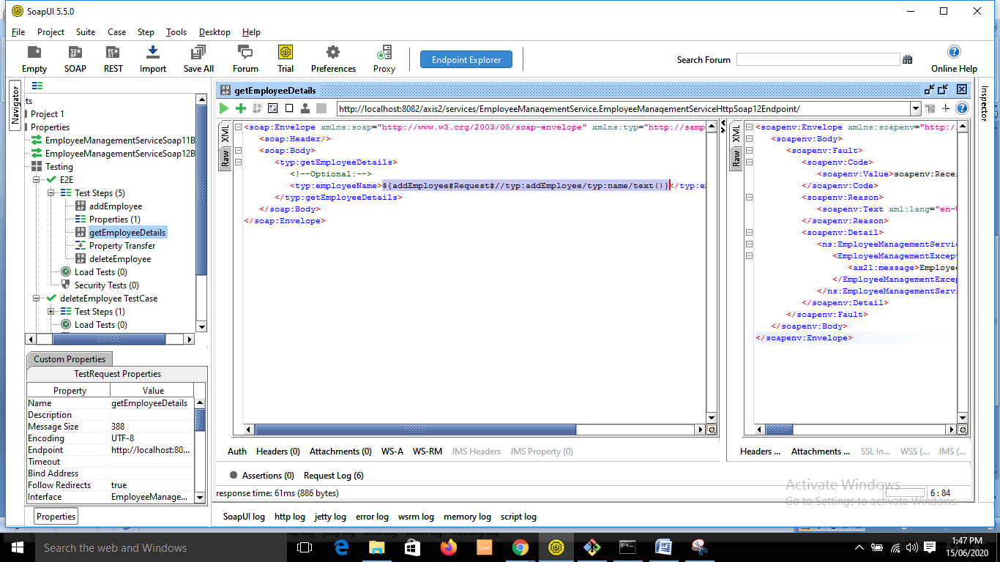 SoapUI 5.5.0
File Project Suite Case Step Tools Desktop Help
Empty SOAP REST Import Save All Forum Trial Preferences Proxy Endpoint Explorer Search Forum Online Help
Navigator
ts
Project 1
Properties
EmployeeManagementServiceSoap11B
EmployeeManagementServiceSoap12B
Testing
E2E
Test Steps (5)
addEmployee
Properties (1)
getEmployeeDetails
Property Transfer
deleteEmployee
Load Tests (0)
Security Tests (0)
deleteEmployee TestCase
Test Steps (1)
Load Tests (0)
Custom Properties
TestRequest Properties
Property Value
Name getEmployeeDetails
Description
Message Size 388
Encoding UTF-8
Endpoint http://localhost:80...
Timeout
Bind Address
Follow Redirects true
Interface EmployeeManage...
Properties
getEmployeeDetails
http://localhost:8082/axis2/services/EmployeeManagementService.EmployeeManagementServiceHttpSoap12Endpoint/
XML
Raw
<soap:Envelope xmlns:soap="http://www.w3.org/2003/05/soap-envelope" xmlns:typ="http://samp
<soap:Header/>
<soap:Body>
<typ:getEmployeeDetails>
<!--Optional:-->
<typ:employeeName>${addEmployee#Request#//typ:addEmployee/typ:name/text()}</typ:e
</typ:getEmployeeDetails>
</soap:Body>
</soap:Envelope>
XML
Raw
<soapenv:Envelope xmlns:soapenv="http:/
<soapenv:Body>
<soapenv:Fault>
<soapenv:Code>
<soapenv:Value>soapenv:Recei
</soapenv:Code>
<soapenv:Reason>
<soapenv:Text xml:lang="en-U
</soapenv:Reason>
<soapenv:Detail>
<ns:EmployeeManagementServic
<EmployeeManagementExcept
<ax21:message>Employee
</EmployeeManagementExcep
</ns:EmployeeManagementServi
</soapenv:Detail>
</soapenv:Fault>
</soapenv:Body>
</soapenv:Envelope>
Inspector
Auth Headers (0) Attachments (0) WS-A WS-RM JMS Headers JMS Property (0)
Headers ... Attachments ... SSL In... WSS (... JMS (...
Assertions (0) Request Log (6)
response time: 61ms (886 bytes)
6 : 84
Activate Windows
Go to Settings to activate Windows.
SoapUI log http log jetty log error log wsrm log memory log script log
Search the web and Windows
Live
1:47 PM
15/06/2020